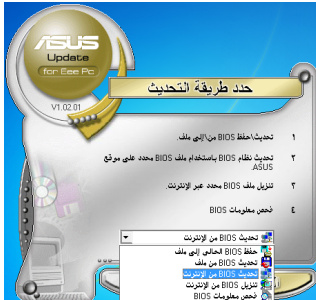 ASUS
Update
for Eee Pc
V1.02.01
حدد طريقة التحديث
١ تحديث\حفظ BIOS من\إلى ملف.
٢ تحديث نظام BIOS باستخدام ملف BIOS محدد على موقع
ASUS.
٣ تنزيل ملف BIOS محدد عبر الإنترنت.
٤ فحص معلومات BIOS
تحديث BIOS من الإنترنت
حفظ BIOS الحالي إلى ملف
تحديث BIOS من ملف
تحديث BIOS من الإنترنت
تنزيل BIOS من الإنترنت
فحص معلومات BIOS